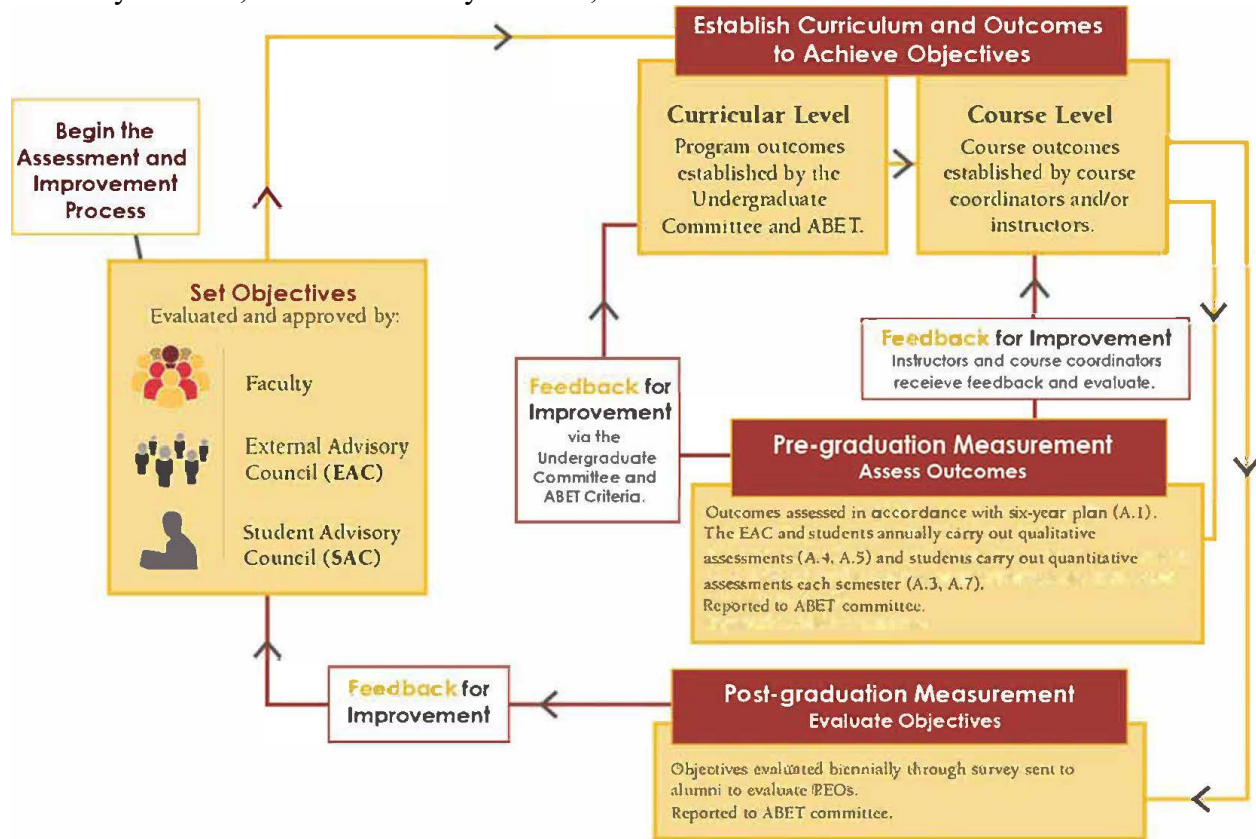 Establish Curriculum and Outcomes
to Achieve Objectives
Begin the
Assessment and
Improvement
Process
Curricular Level
Program outcomes
established by the
Undergraduate
Committee and ABET.
Course Level
Course outcomes
established by course
coordinators and/or
instructors.
Set Objectives
Evaluated and approved by:
Faculty
External Advisory
Council (EAC)
Student Advisory
Council (SAC)
Feedback for
Improvement
via the
Undergraduate
Committee and
ABET Criteria.
Feedback for Improvement
Instructors and course coordinators
receieve feedback and evaluate.
Pre-graduation Measurement
Assess Outcomes
Outcomes assessed in accordance with six-year plan (A.1).
The EAC and students annually carry out qualitative
assessments (A.4, A.5) and students carry out quantitative
assessments each semester (A.3, A.7).
Reported to ABET committee.
Feedback for
Improvement
Post-graduation Measurement
Evaluate Objectives
Objectives evaluated biennially through survey sent to
alumni to evaluate PEOs.
Reported to ABET committee.